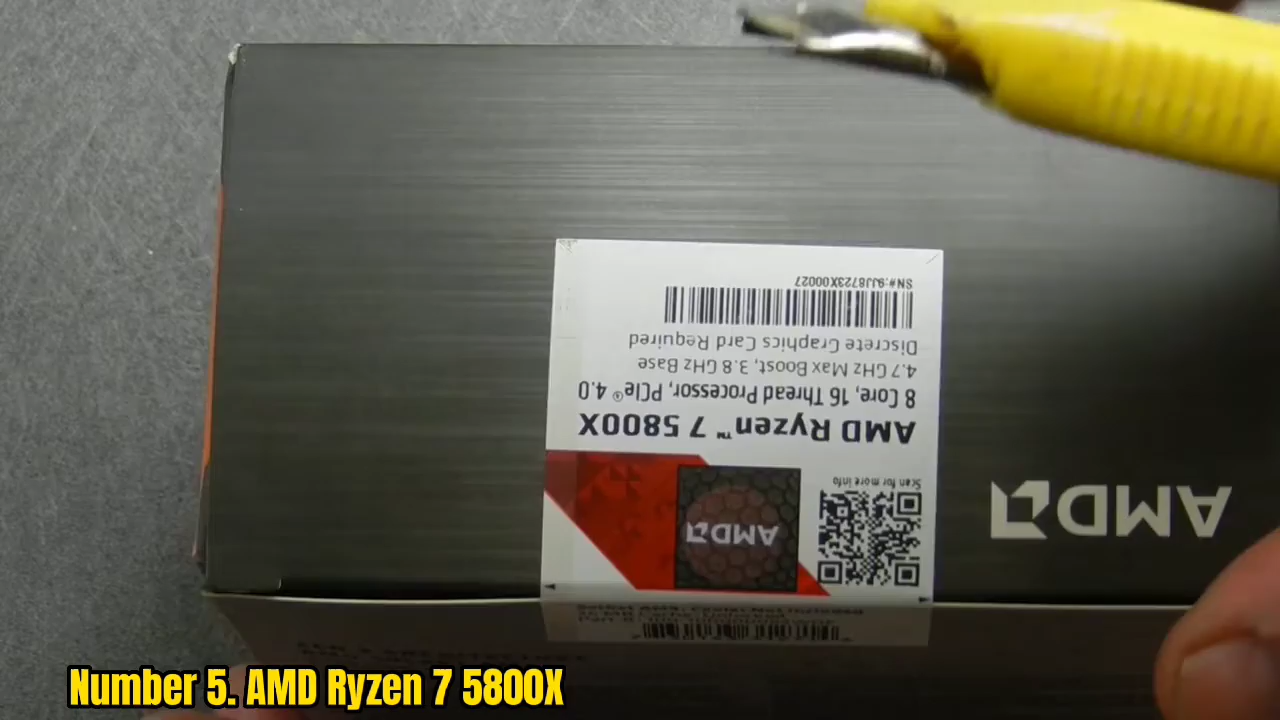 SN#:9JJ8723X00027
Discrete Graphics Card Required
4.7 GHz Max Boost, 3.8 GHz Base
8 Core, 16 Thread Processor, PCIe® 4.0
AMD Ryzen™ 7 5800X
Scan for more info
AMD
AMD
Number 5. AMD Ryzen 7 5800X